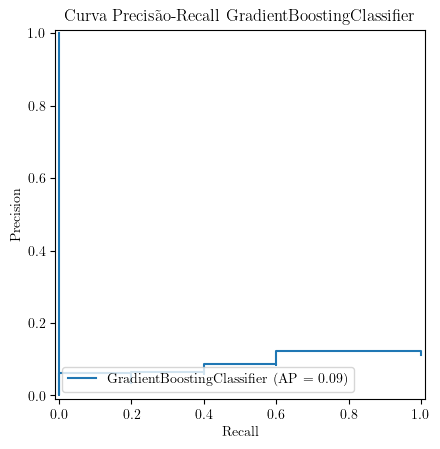 Curva Precisão-Recall GradientBoostingClassifier
1.0
0.8
0.6
0.4
0.2
0.0
Precision
GradientBoostingClassifier (AP = 0.09)
0.0 0.2 0.4 0.6 0.8 1.0
Recall